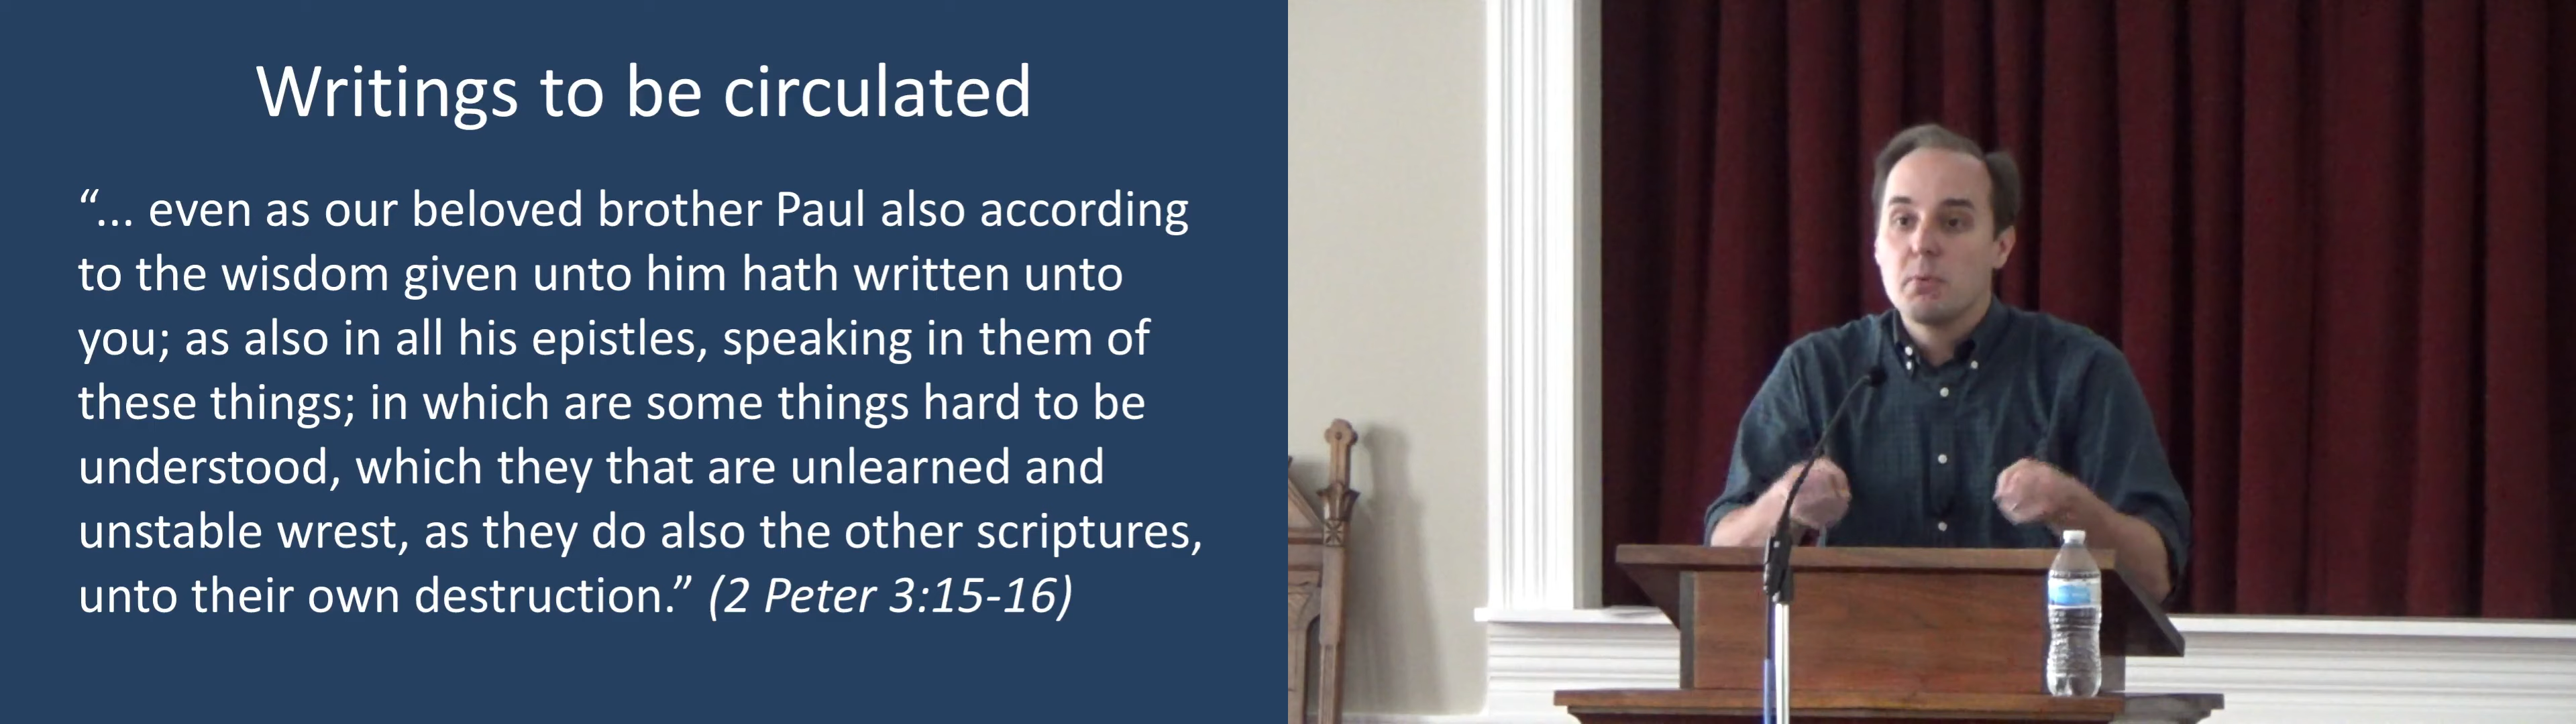 Writings to be circulated
“... even as our beloved brother Paul also according
to the wisdom given unto him hath written unto
you; as also in all his epistles, speaking in them of
these things; in which are some things hard to be
understood, which they that are unlearned and
unstable wrest, as they do also the other scriptures,
unto their own destruction.” (2 Peter 3:15-16)